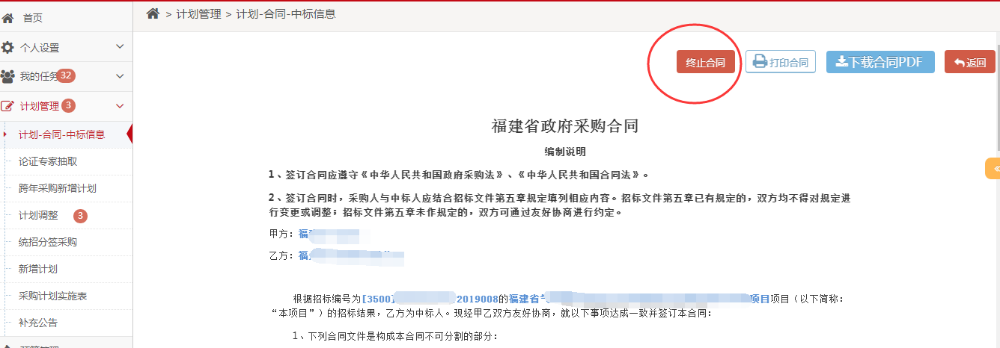 首页
> 计划管理 > 计划-合同-中标信息
个人设置
我的任务 32
计划管理 3
计划-合同-中标信息
论证专家抽取
跨年采购新增计划
计划调整 3
统招分签采购
新增计划
采购计划实施表
补充公告
终止合同
打印合同
下载合同PDF
返回
福建省政府采购合同
编制说明
1、签订合同应遵守《中华人民共和国政府采购法》、《中华人民共和国合同法》。
2、签订合同时，采购人与中标人应结合招标文件第五章规定填列相应内容。招标文件第五章已有规定的，双方均不得对规定进
行变更或调整；招标文件第五章未作规定的，双方可通过友好协商进行约定。
甲方：福
乙方：福
根据招标编号为[3500] 2019008的福建省 项目项目（以下简称：
“本项目”）的招标结果，乙方为中标人。现经甲乙双方友好协商，就以下事项达成一致并签订本合同：
1、下列合同文件是构成本合同不可分割的部分：